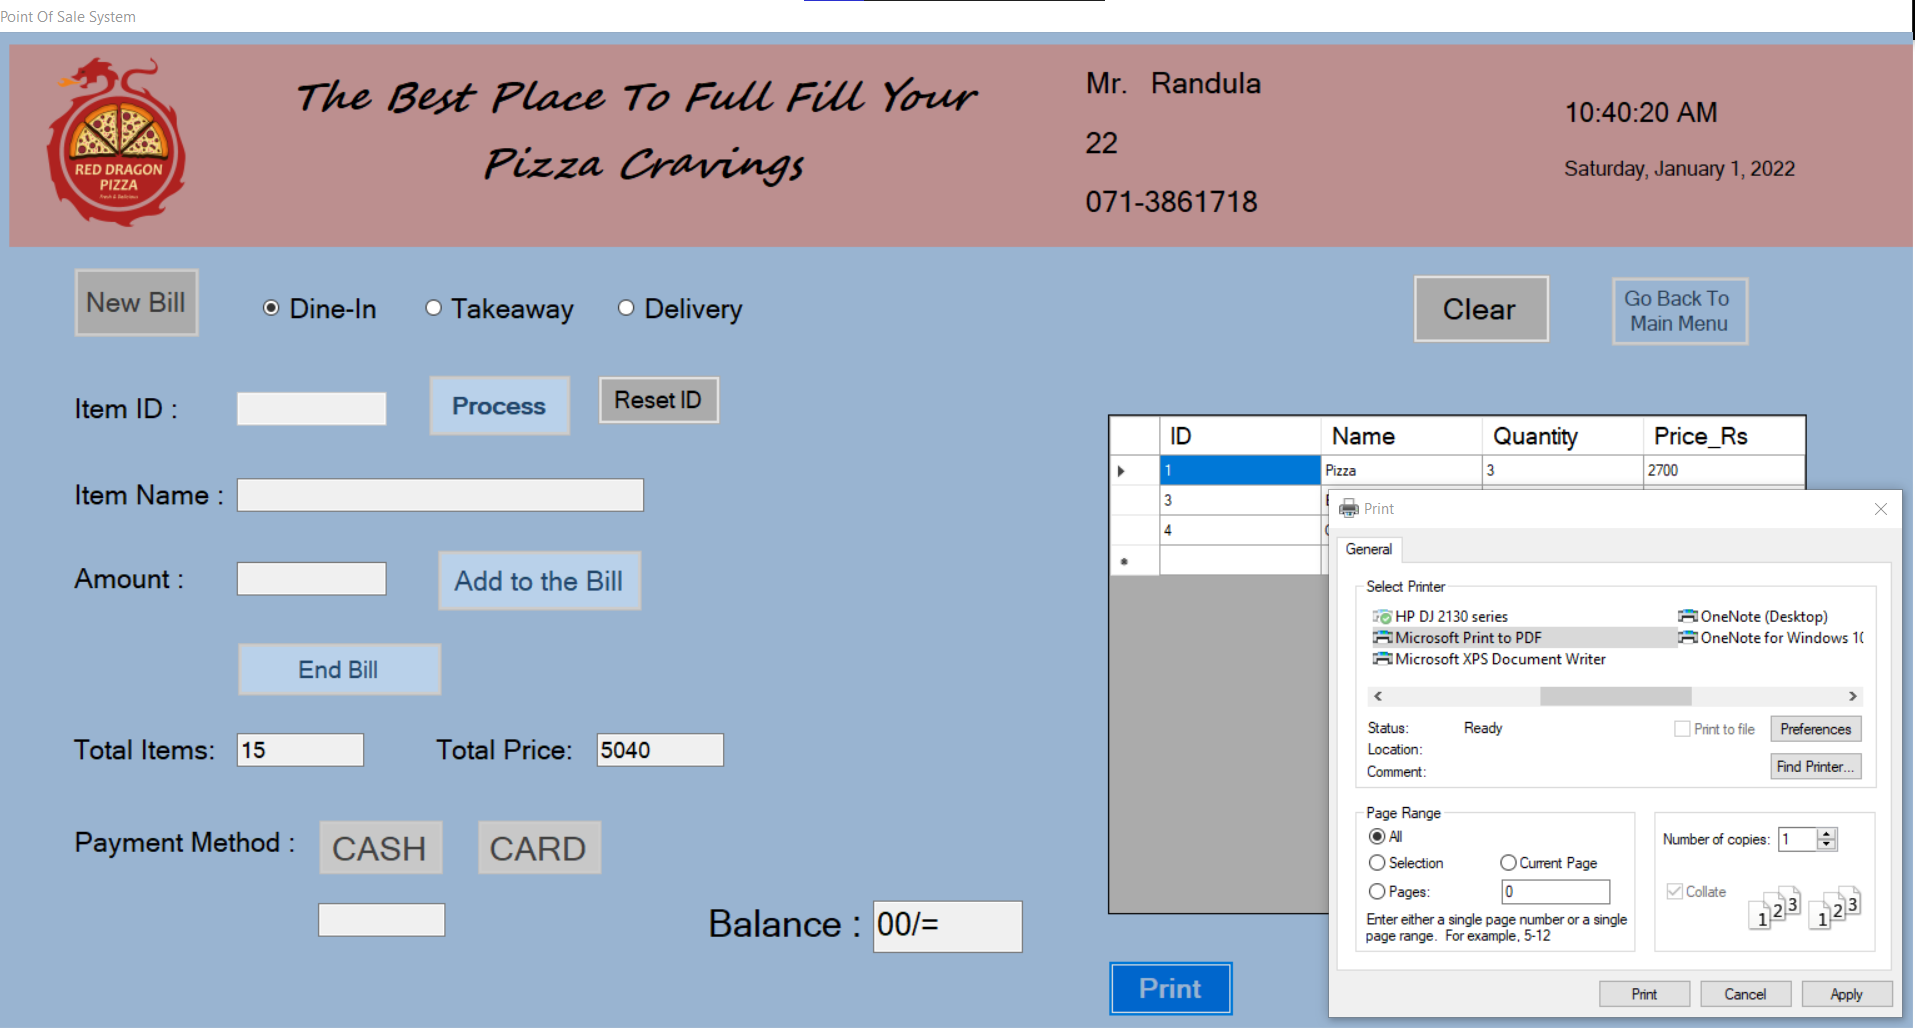 Point Of Sale System
RED DRAGON
PIZZA
The Best Place To Full Fill Your
Pizza Cravings
Mr. Randula
22
071-3861718
10:40:20 AM
Saturday, January 1, 2022
New Bill
Dine-In
Takeaway
Delivery
Clear
Go Back To
Main Menu
Item ID :
Process
Reset ID
Item Name :
Amount :
Add to the Bill
End Bill
Total Items: 15
Total Price: 5040
Payment Method :
CASH
CARD
Balance : 00/=
ID Name Quantity Price_Rs
1 Pizza 3 2700
3
4
Print
Print
General
Select Printer
HP DJ 2130 series
Microsoft Print to PDF
Microsoft XPS Document Writer
OneNote (Desktop)
OneNote for Windows 10
Status: Ready
Location:
Comment:
Print to file
Preferences
Find Printer...
Page Range
All
Selection
Current Page
Pages: 0
Enter either a single page number or a single
page range. For example, 5-12
Number of copies: 1
Collate
1 2 3 1 2 3
Print
Cancel
Apply